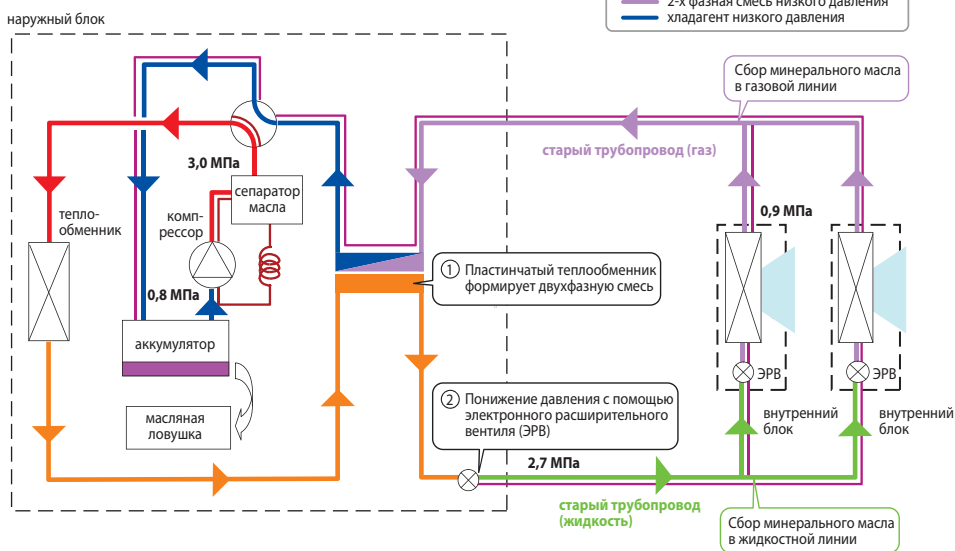 2-х фазная смесь низкого давления
хладагент низкого давления
наружный блок
Сбор минерального масла
в газовой линии
старый трубопровод (газ)
3,0 МПа
сепаратор
масла
тепло-
обменник
комп-
рессор
0,9 МПа
1 Пластинчатый теплообменник
формирует двухфазную смесь
0,8 МПа
аккумулятор
ЭРВ
ЭРВ
масляная
ловушка
2 Понижение давления с помощью
электронного расширительного
вентиля (ЭРВ)
внутренний
блок
внутренний
блок
2,7 МПа
старый трубопровод
(жидкость)
Сбор минерального масла
в жидкостной линии